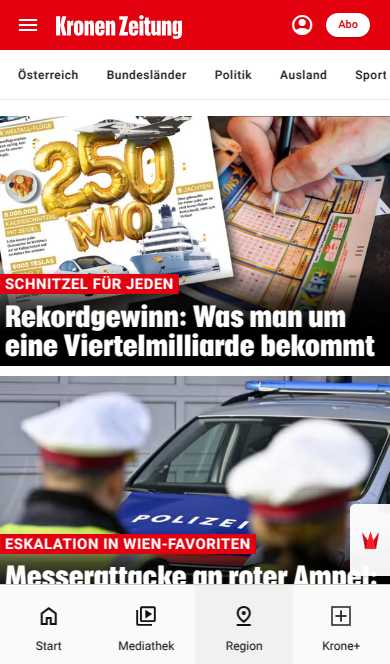 Kronen Zeitung
Abo
Österreich
Bundesländer
Politik
Ausland
Sport
250
MIO
SCHNITZEL FÜR JEDEN
Rekordgewinn: Was man um
eine Viertelmilliarde bekommt
POLIZEI
ESKALATION IN WIEN-FAVORITEN
Messerattacke an roter Ampel:
Start
Mediathek
Region
Krone+